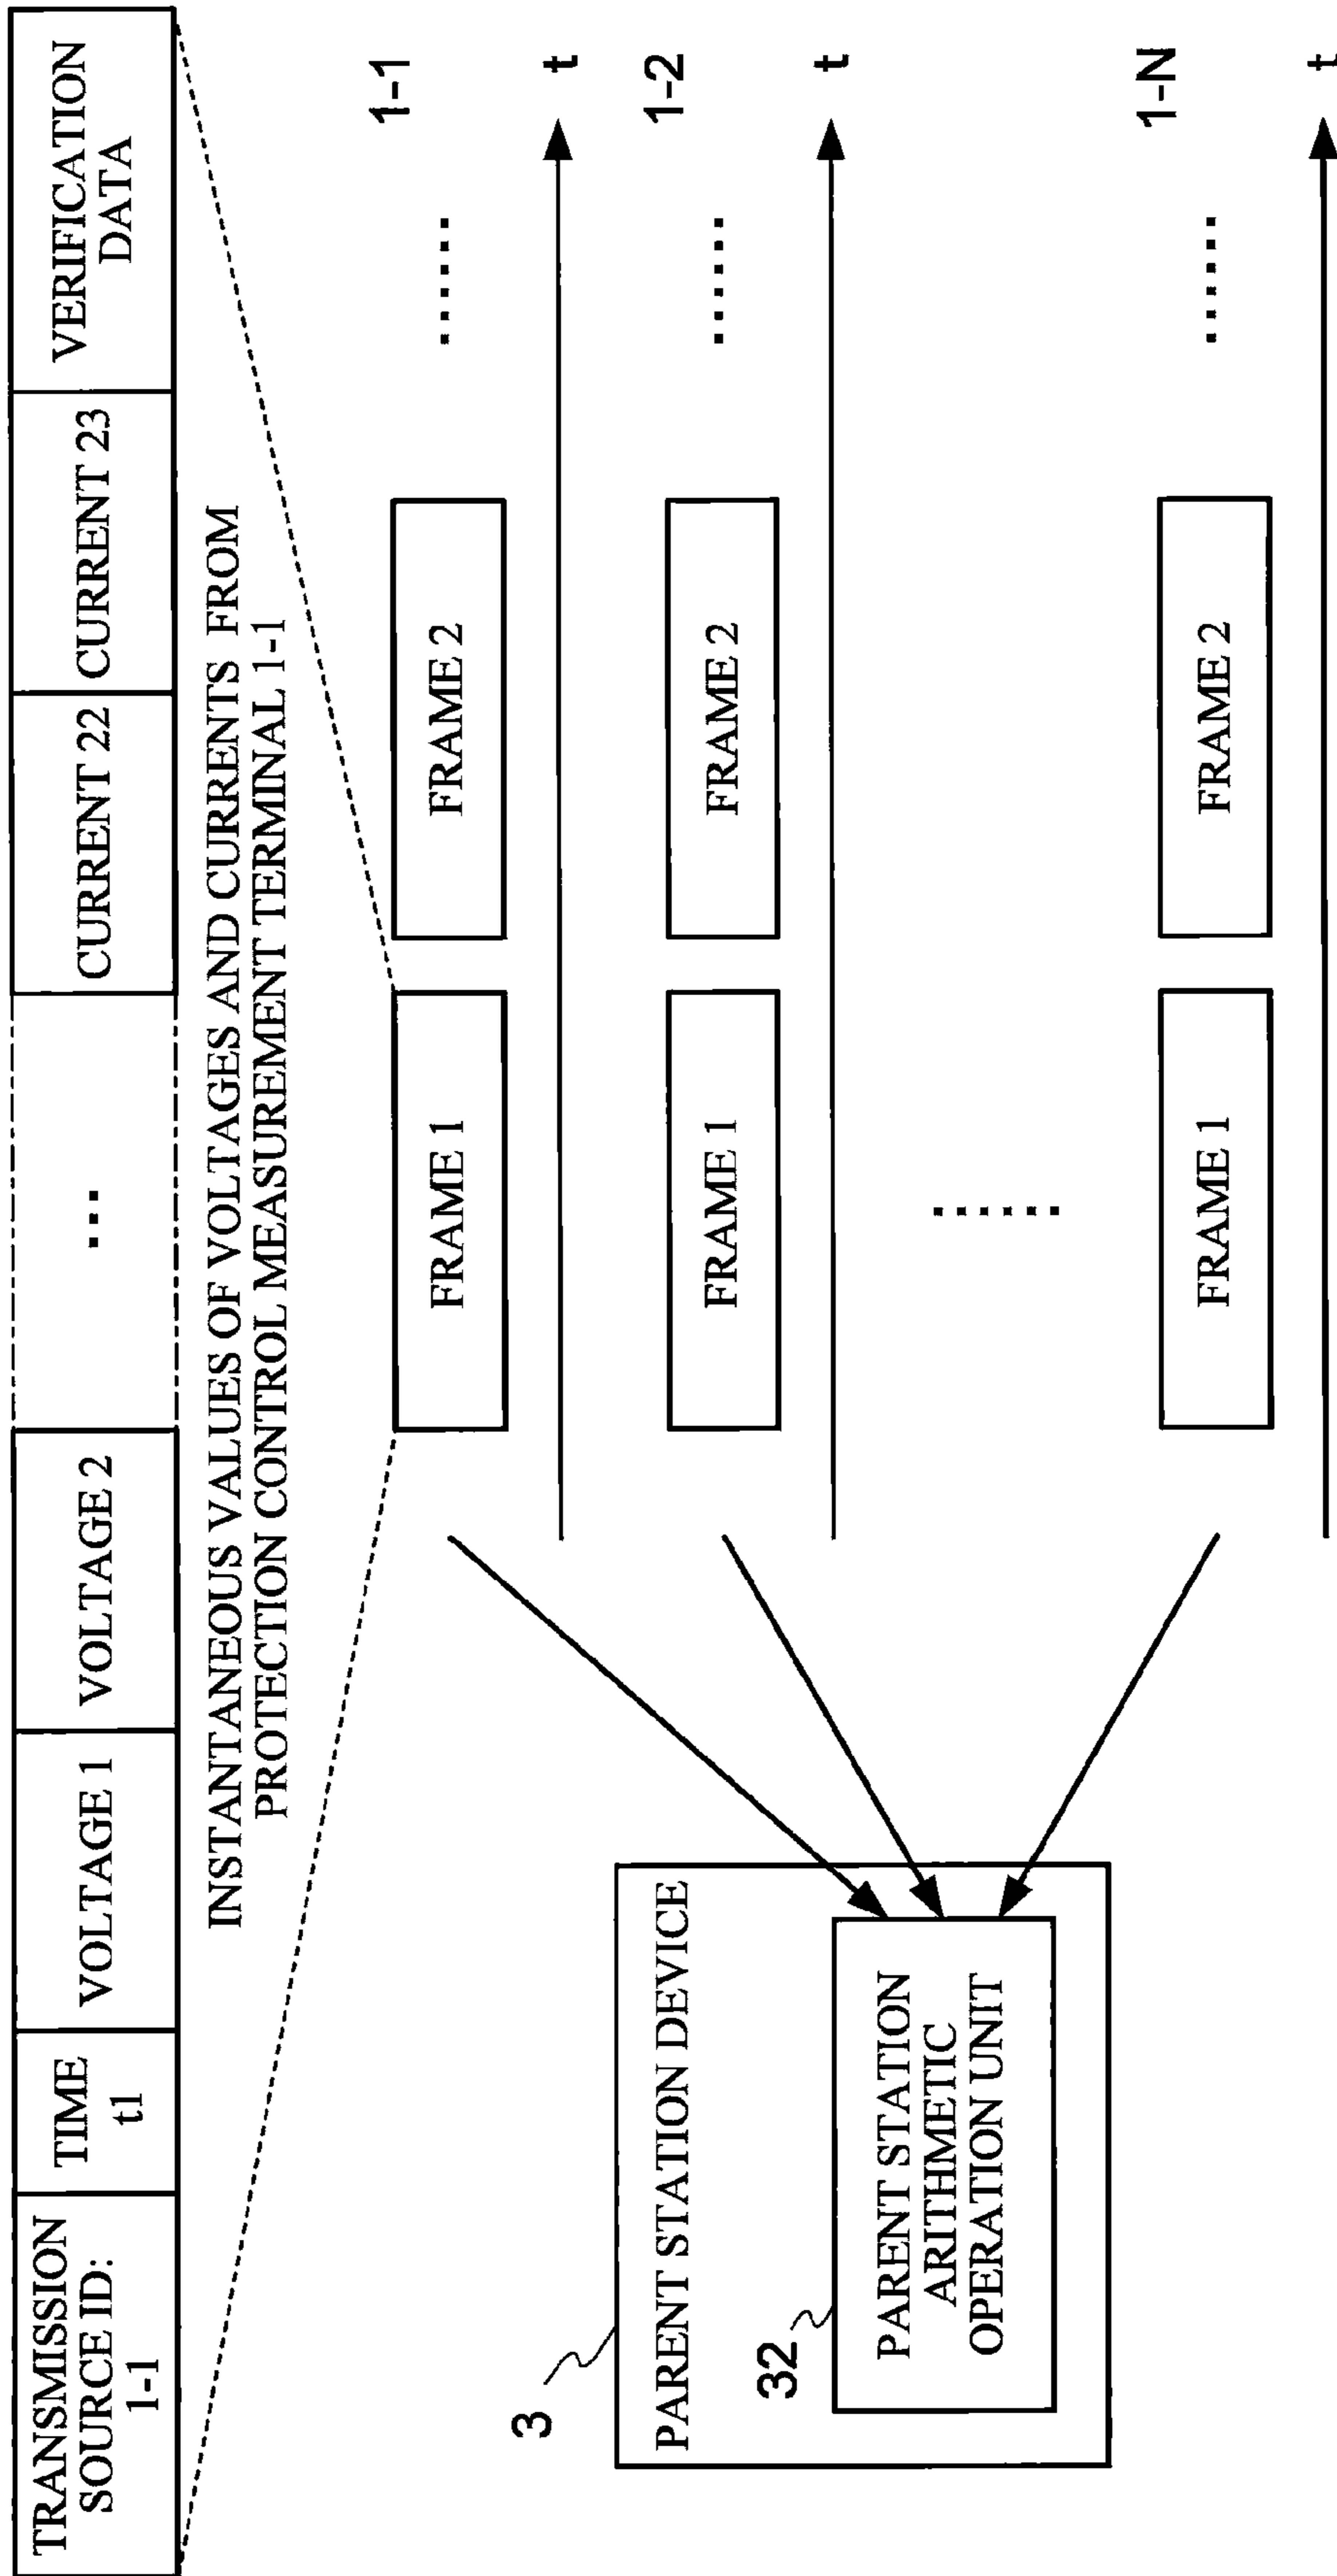 TRANSMISSION
SOURCE ID:
1-1
TIME
t1
VOLTAGE 1
VOLTAGE 2
...
CURRENT 22
CURRENT 23
VERIFICATION
DATA
INSTANTANEOUS VALUES OF VOLTAGES AND CURRENTS FROM
PROTECTION CONTROL MEASUREMENT TERMINAL 1-1
FRAME 1
FRAME 2
......
1-1
t
FRAME 1
FRAME 2
......
1-2
t
......
FRAME 1
FRAME 2
......
1-N
t
3
PARENT STATION DEVICE
32
PARENT STATION
ARITHMETIC
OPERATION UNIT